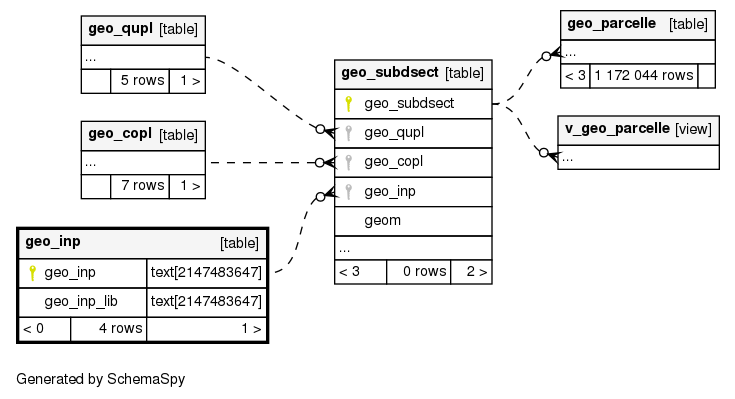 geo_qupl [table]
...
5 rows 1 >
geo_copl [table]
...
7 rows 1 >
geo_inp [table]
geo_inp text[2147483647]
geo_inp_lib text[2147483647]
< 0 4 rows 1 >
geo_subdsect [table]
geo_subdsect
geo_qupl
geo_copl
geo_inp
geom
...
< 3 0 rows 2 >
geo_parcelle [table]
...
< 3 1 172 044 rows
v_geo_parcelle [view]
...
Generated by SchemaSpy